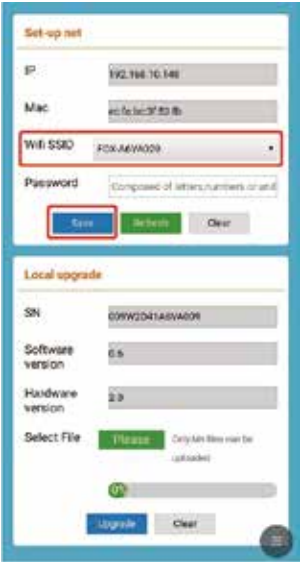 Set-up net
IP 192.168.10.148
Mac
Wifi SSID FOX-A6VA009
Password Composed of letters,numbers or and
Save Refresh Clear
Local upgrade
SN
Software version 0.6
Hardware version 2.0
Select File Please Only.bin files can be uploaded
0%
Upgrade Clear